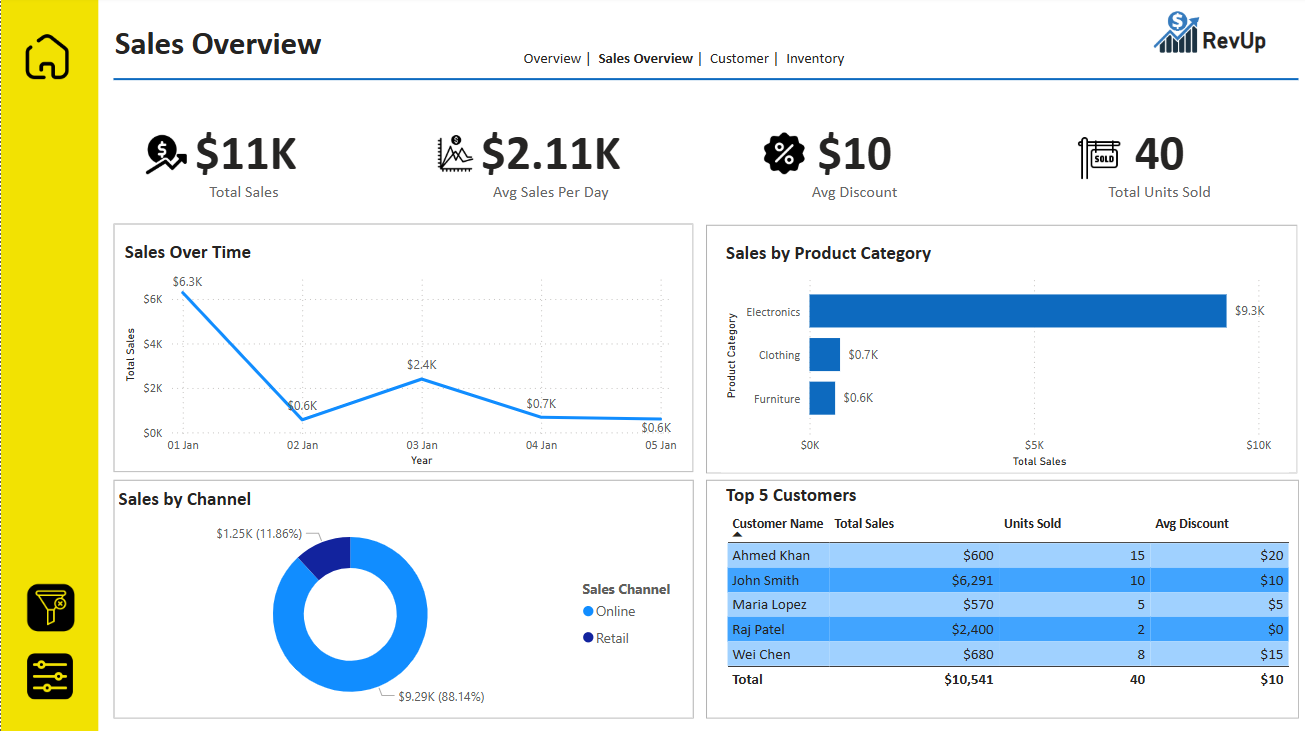 Sales Overview
Overview | Sales Overview | Customer | Inventory
$ RevUp
$ $11K
Total Sales
$ $2.11K
Avg Sales Per Day
% $10
Avg Discount
SOLD 40
Total Units Sold
Sales Over Time
Total Sales
$6K
$4K
$2K
$0K
$6.3K
$0.6K
$2.4K
$0.7K
$0.6K
01 Jan 02 Jan 03 Jan 04 Jan 05 Jan
Year
Sales by Product Category
Product Category
Electronics $9.3K
Clothing $0.7K
Furniture $0.6K
$0K $5K $10K
Total Sales
Sales by Channel
$1.25K (11.86%)
$9.29K (88.14%)
Sales Channel
Online
Retail
Top 5 Customers
Customer Name Total Sales Units Sold Avg Discount
Ahmed Khan $600 15 $20
John Smith $6,291 10 $10
Maria Lopez $570 5 $5
Raj Patel $2,400 2 $0
Wei Chen $680 8 $15
Total $10,541 40 $10